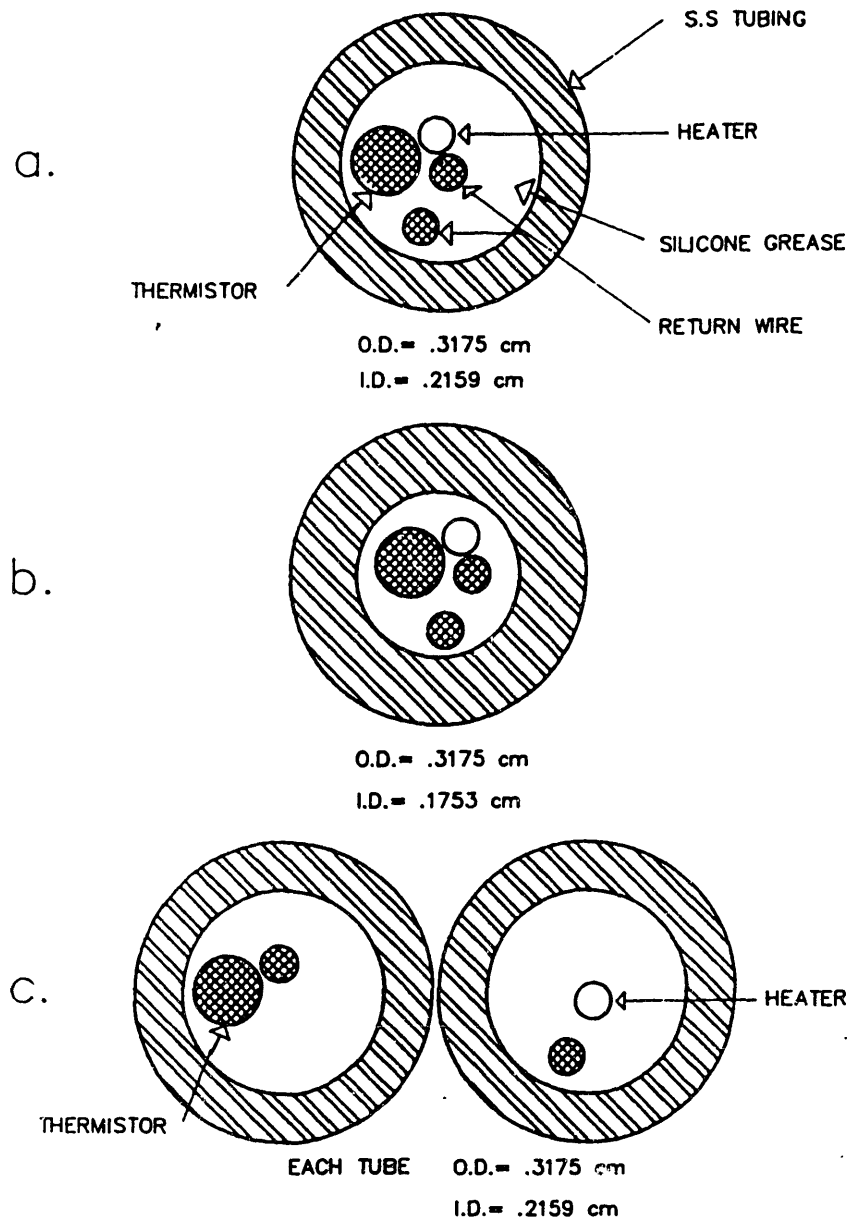 S.S TUBING
HEATER
a.
SILICONE GREASE
THERMISTOR
RETURN WIRE
O.D.= .3175 cm
I.D.= .2159 cm
b.
O.D.= .3175 cm
I.D.= .1753 cm
c.
HEATER
THERMISTOR
EACH TUBE O.D.= .3175 cm
I.D.= .2159 cm